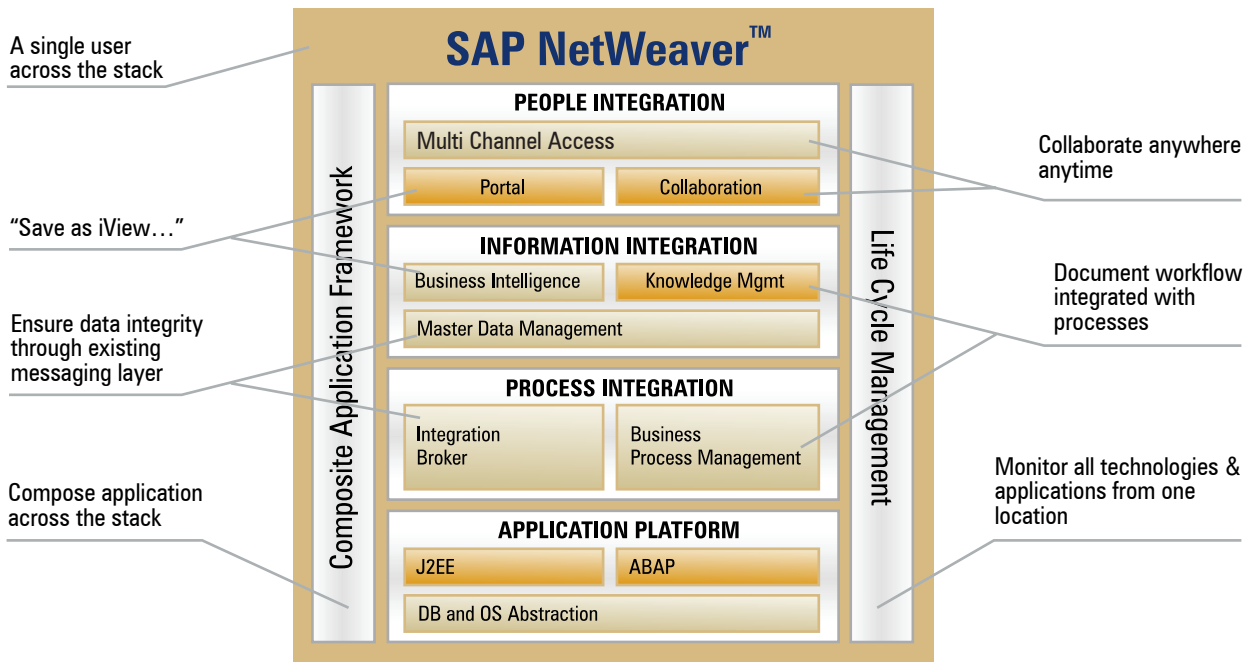 SAP NetWeaver™
A single user
across the stack
"Save as iView…"
Ensure data integrity
through existing
messaging layer
Compose application
across the stack
Composite Application Framework
PEOPLE INTEGRATION
Multi Channel Access
Portal
Collaboration
INFORMATION INTEGRATION
Business Intelligence
Knowledge Mgmt
Master Data Management
PROCESS INTEGRATION
Integration
Broker
Business
Process Management
APPLICATION PLATFORM
J2EE
ABAP
DB and OS Abstraction
Life Cycle Management
Collaborate anywhere
anytime
Document workflow
integrated with
processes
Monitor all technologies &
applications from one
location